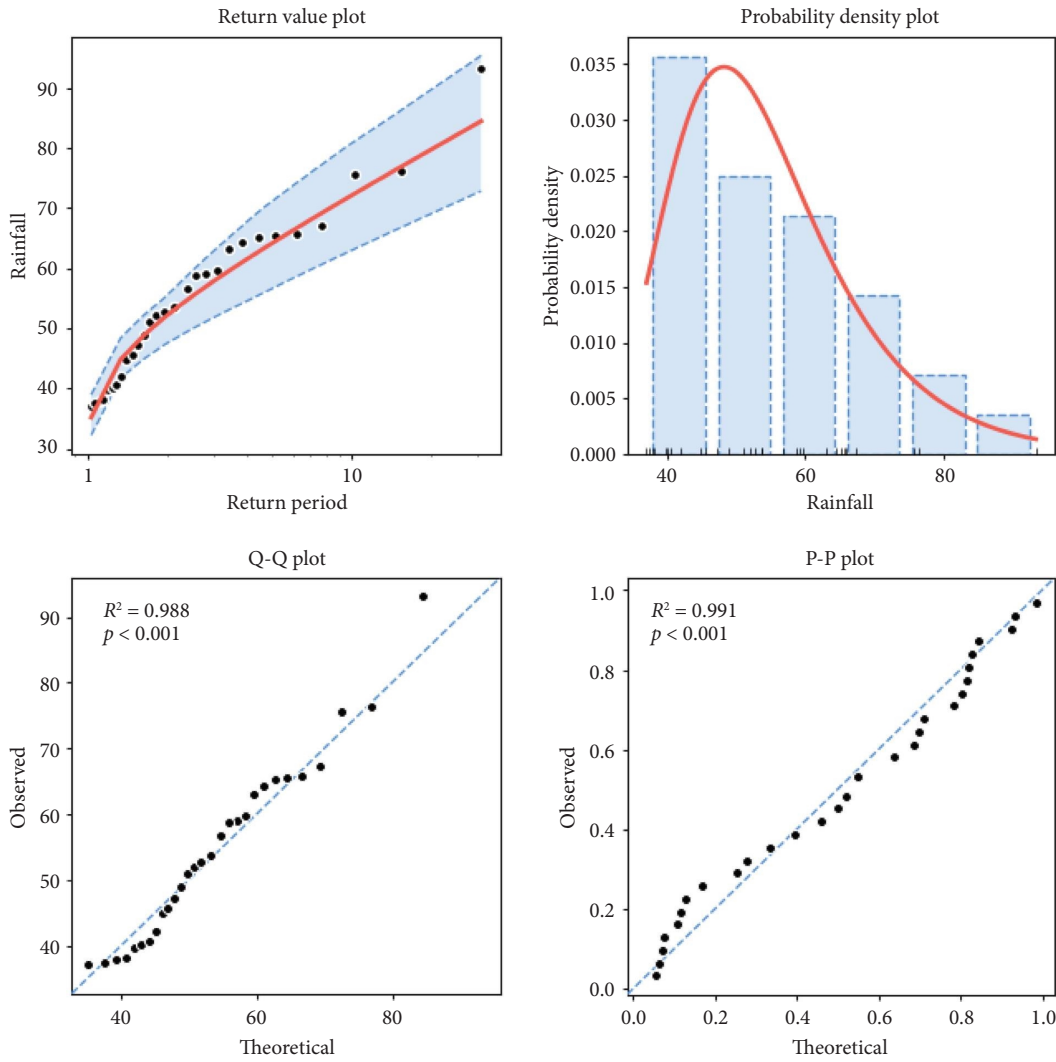 Return value plot
Rainfall
90
80
70
60
50
40
30
1
10
Return period
Probability density plot
Probability density
0.035
0.030
0.025
0.020
0.015
0.010
0.005
0.000
40
60
80
Rainfall
Q-Q plot
R² = 0.988
p < 0.001
Observed
90
80
70
60
50
40
40
60
80
Theoretical
P-P plot
R² = 0.991
p < 0.001
Observed
1.0
0.8
0.6
0.4
0.2
0.0
0.0
0.2
0.4
0.6
0.8
1.0
Theoretical